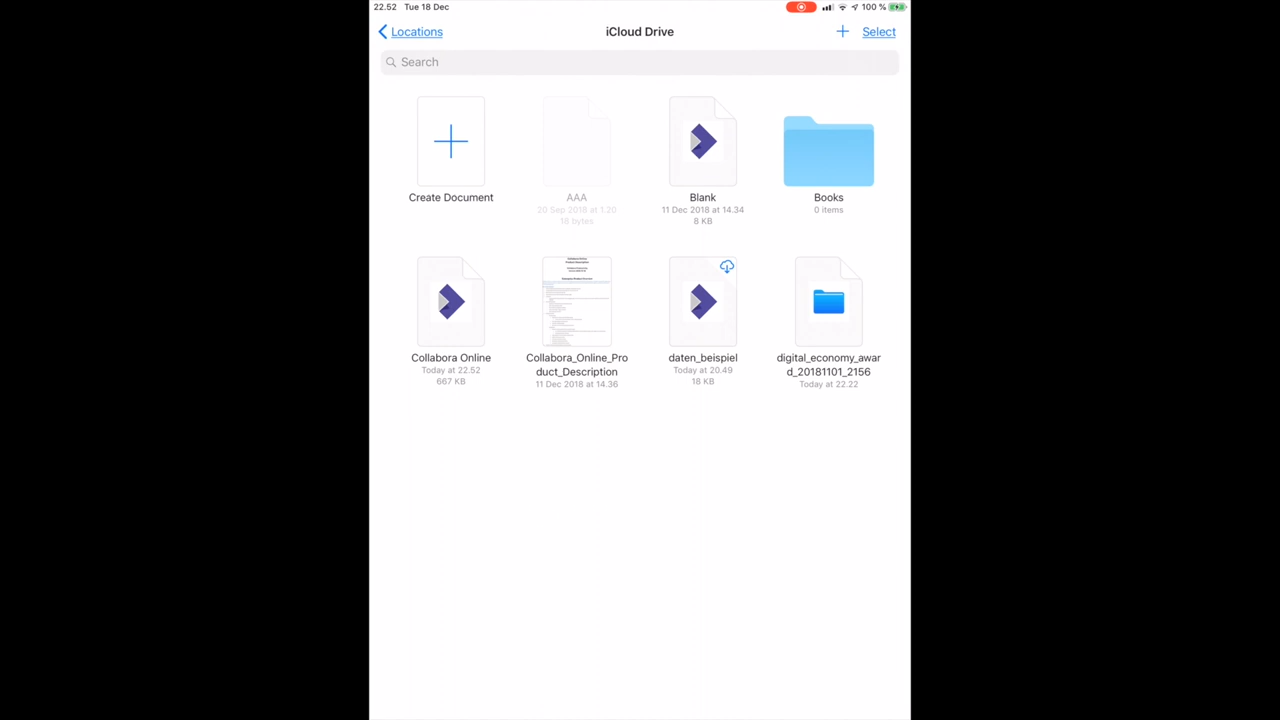 22.52 Tue 18 Dec
100 %
Locations
iCloud Drive
Select
Search
Create Document
AAA
20 Sep 2018 at 1.20
16 bytes
Blank
11 Dec 2018 at 14.34
8 KB
Books
0 items
Collabora Online
Today at 22.52
667 KB
Collabora_Online_Pro
duct_Description
11 Dec 2018 at 14.36
daten_beispiel
Today at 20.49
18 KB
digital_economy_awar
d_20181101_2156
Today at 22.22